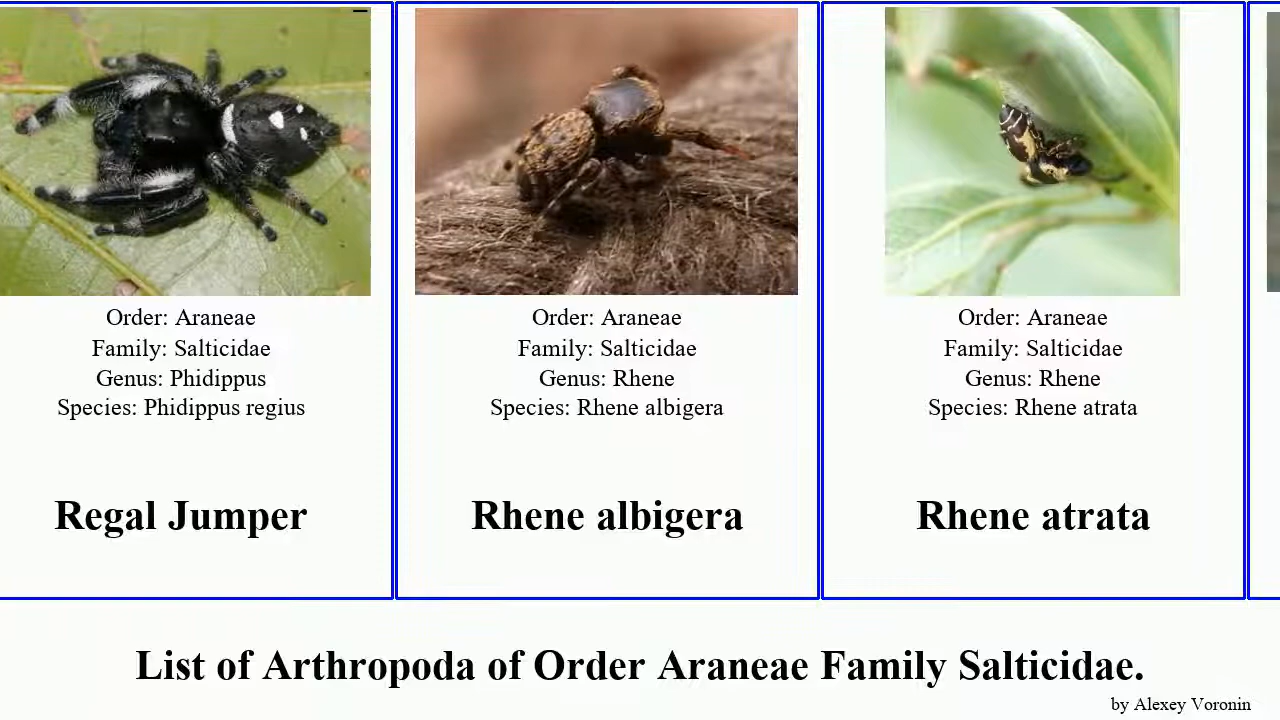 Order: Araneae
Family: Salticidae
Genus: Phidippus
Species: Phidippus regius
Regal Jumper
Order: Araneae
Family: Salticidae
Genus: Rhene
Species: Rhene albigera
Rhene albigera
Order: Araneae
Family: Salticidae
Genus: Rhene
Species: Rhene atrata
Rhene atrata
List of Arthropoda of Order Araneae Family Salticidae.
by Alexey Voronin